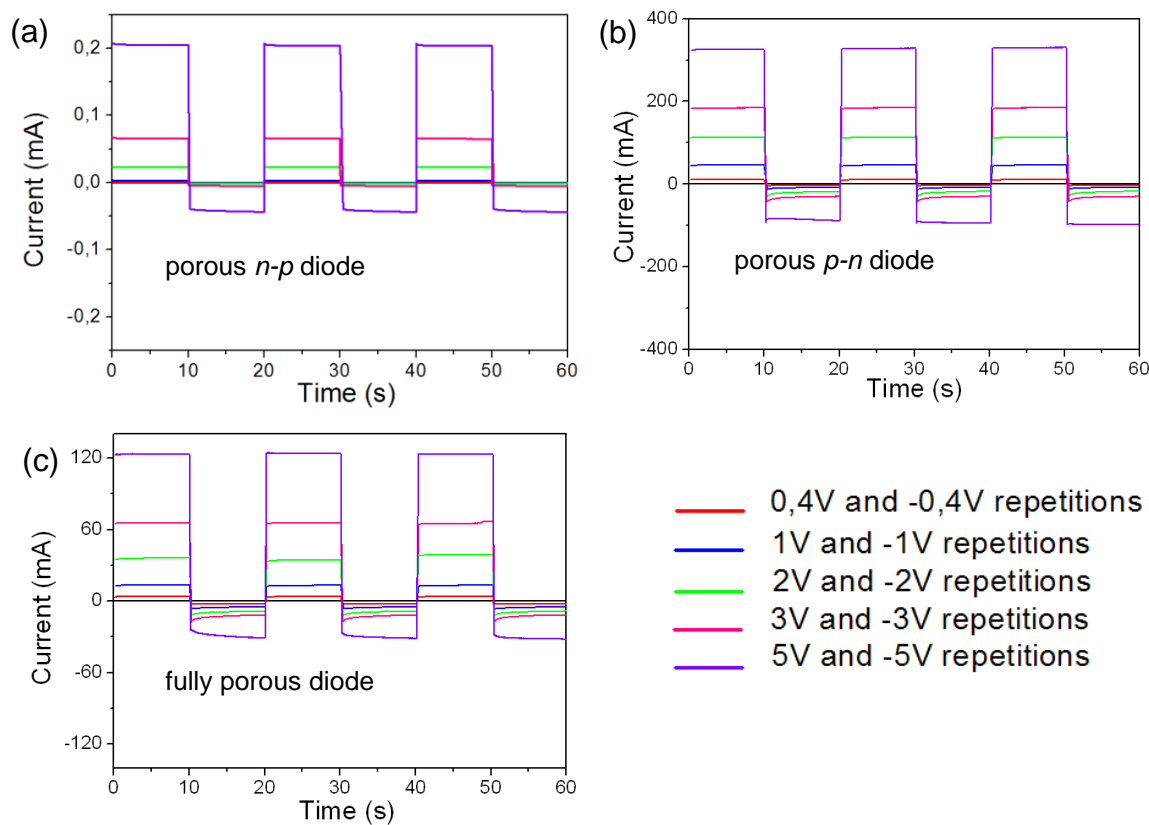 (a)
Current (mA)
0,2
0,1
0,0
-0,1
-0,2
porous n-p diode
0 10 20 30 40 50 60
Time (s)
(b)
Current (mA)
400
200
0
-200
-400
porous p-n diode
0 10 20 30 40 50 60
Time (s)
(c)
Current (mA)
120
60
0
-60
-120
fully porous diode
0 10 20 30 40 50 60
Time (s)
0,4V and -0,4V repetitions
1V and -1V repetitions
2V and -2V repetitions
3V and -3V repetitions
5V and -5V repetitions